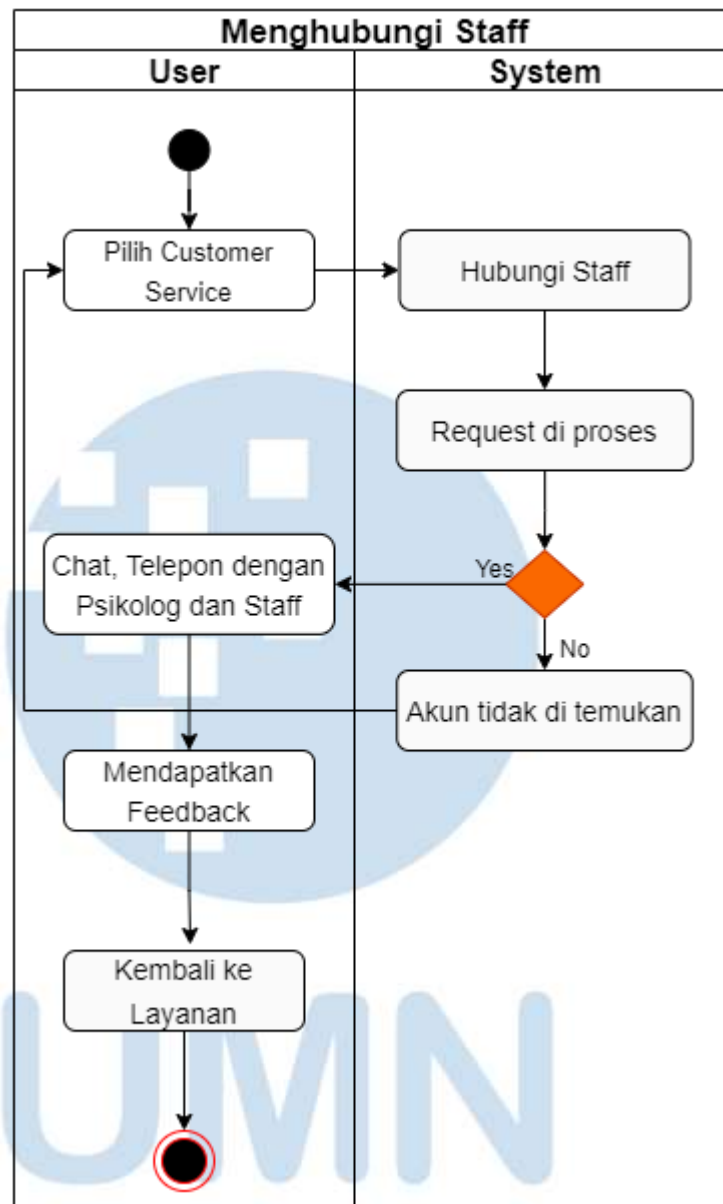 Menghubungi Staff
User
System
Pilih Customer
Service
Hubungi Staff
Request di proses
Yes
Chat, Telepon dengan
Psikolog dan Staff
No
Akun tidak di temukan
Mendapatkan
Feedback
Kembali ke
Layanan
UMN